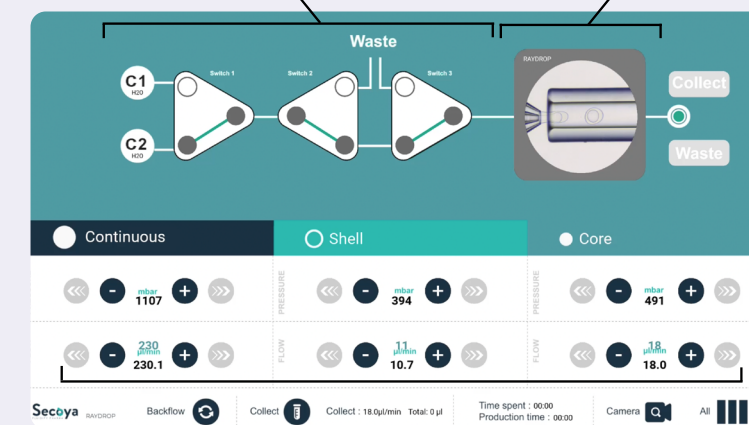 Waste
Switch 1
Switch 2
Switch 3
C1
H2O
C2
H2O
RAYDROP
Collect
Waste
Continuous
Shell
Core
mbar
1107
PRESSURE
mbar
394
PRESSURE
mbar
491
230
µl/min
230.1
FLOW
11
µl/min
10.7
FLOW
18
µl/min
18.0
Secoya RAYDROP
Backflow
Collect
Collect : 18.0µl/min Total: 0 µl
Time spent : 00:00
Production time : 00:00
Camera
All